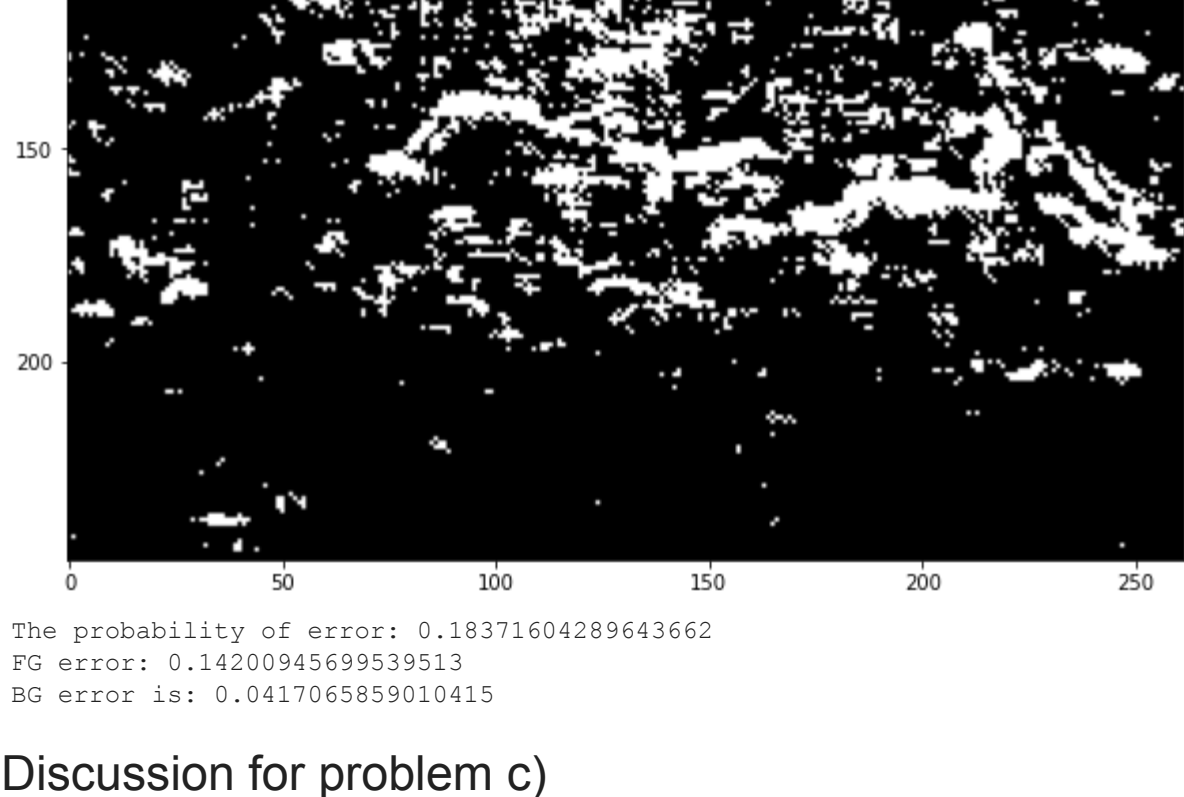 150
200
0 50 100 150 200 250
The probability of error: 0.18371604289643662
FG error: 0.14200945699539513
BG error is: 0.0417065859010415
Discussion for problem c)